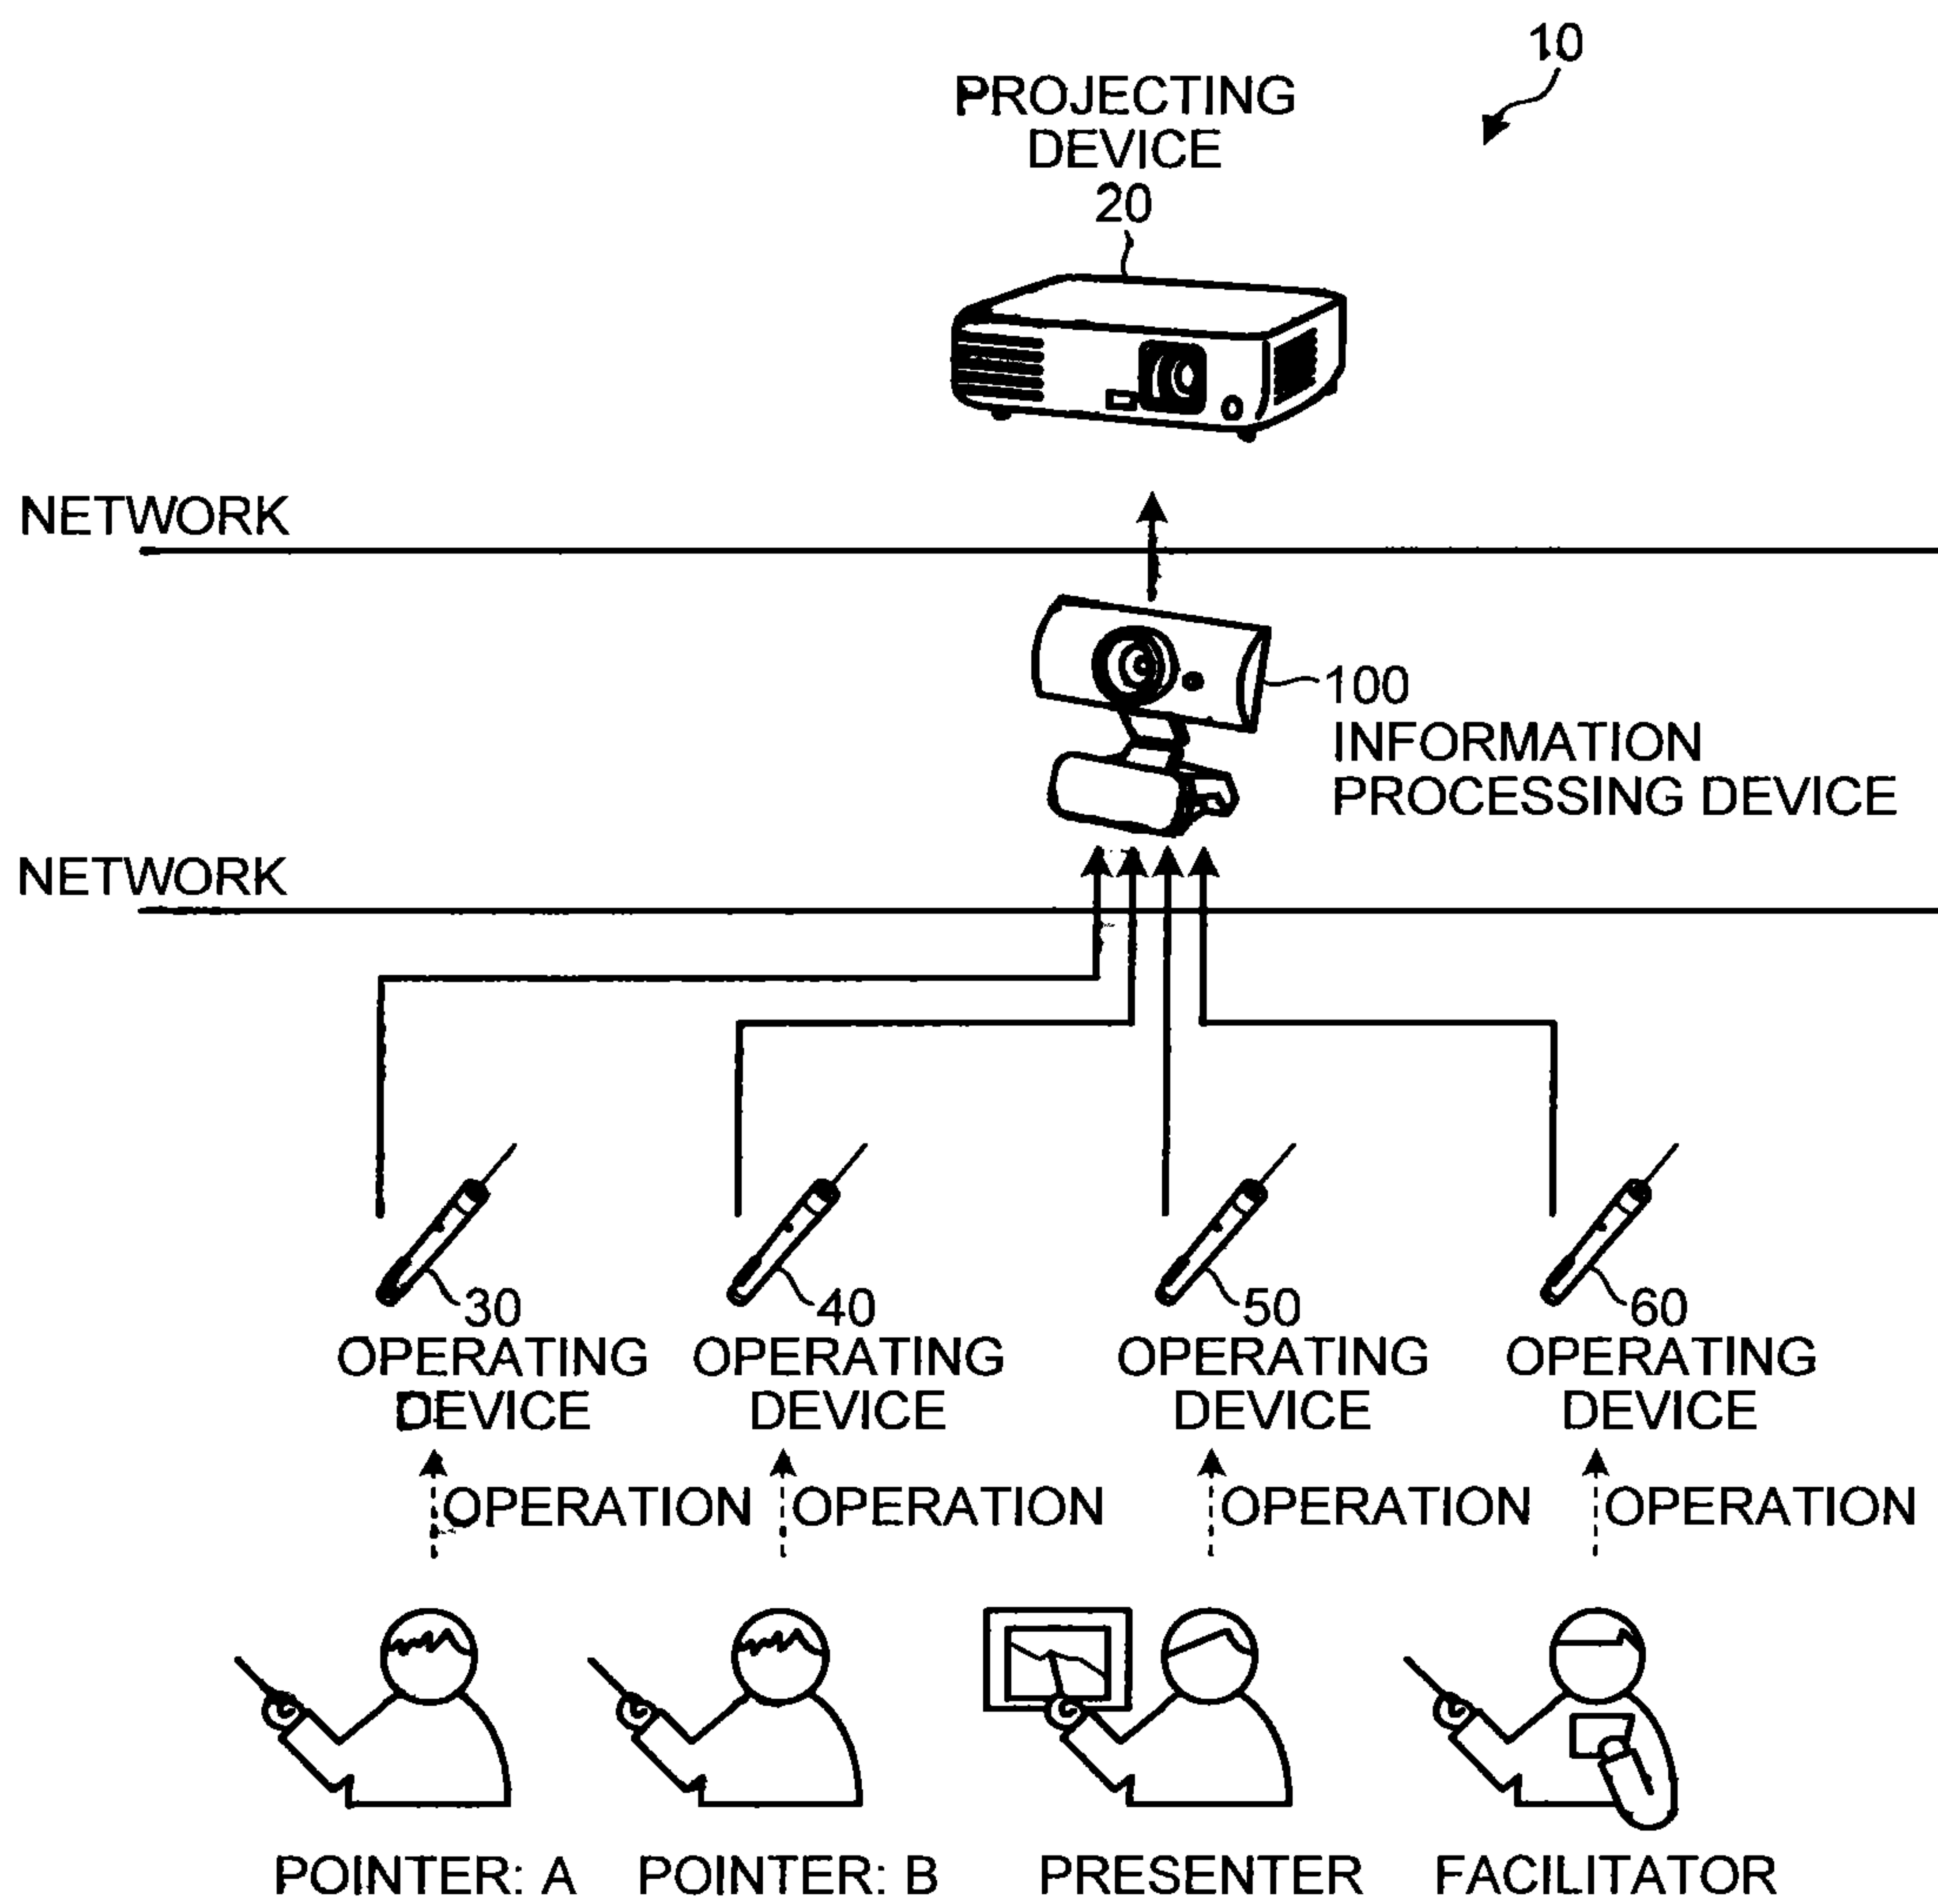 10
PROJECTING
DEVICE
20
NETWORK
100
INFORMATION
PROCESSING DEVICE
NETWORK
30
OPERATING
DEVICE
40
OPERATING
DEVICE
50
OPERATING
DEVICE
60
OPERATING
DEVICE
OPERATION
OPERATION
OPERATION
OPERATION
POINTER: A
POINTER: B
PRESENTER
FACILITATOR